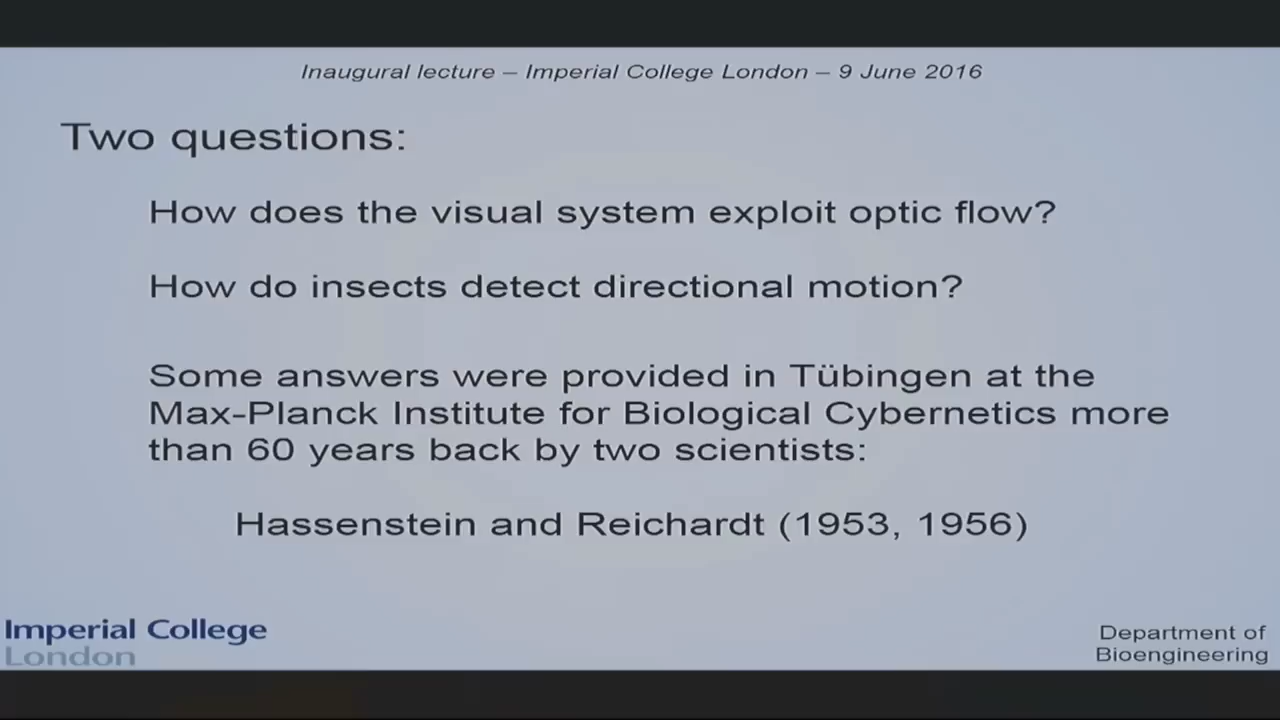 Inaugural lecture – Imperial College London – 9 June 2016
Two questions:
How does the visual system exploit optic flow?
How do insects detect directional motion?
Some answers were provided in Tübingen at the
Max-Planck Institute for Biological Cybernetics more
than 60 years back by two scientists:
Hassenstein and Reichardt (1953, 1956)
Imperial College
London
Department of
Bioengineering